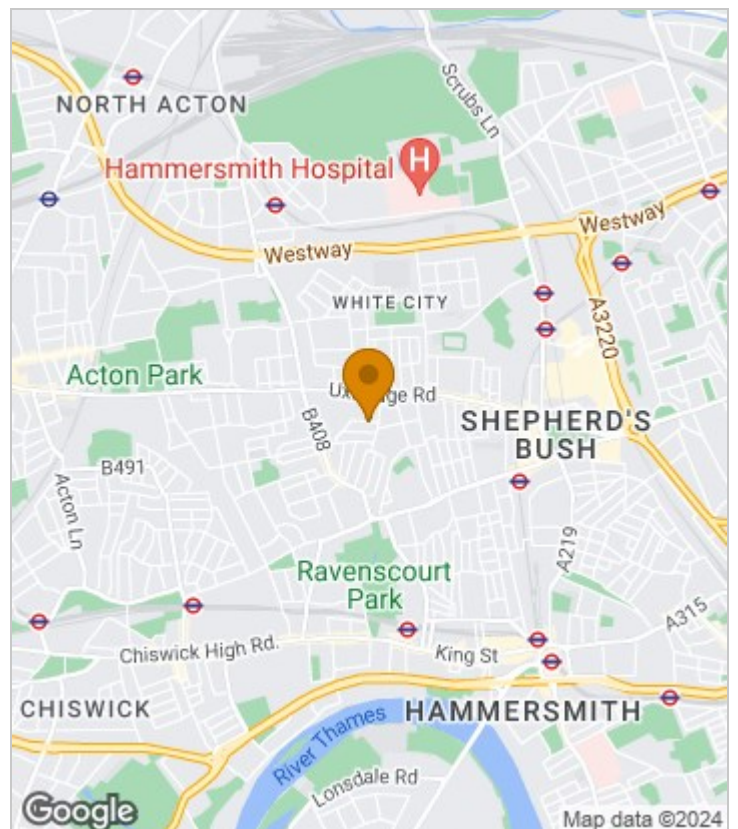 NORTH ACTON
Scrubs Ln
Hammersmith Hospital
H
Westway
Westway
WHITE CITY
A3220
Acton Park
Uxbridge Rd
B408
SHEPHERD'S
BUSH
B491
Acton Ln
A219
Ravenscourt
Park
A315
Chiswick High Rd.
King St
CHISWICK
HAMMERSMITH
River Thames
Lonsdale Rd
Google
Map data ©2024